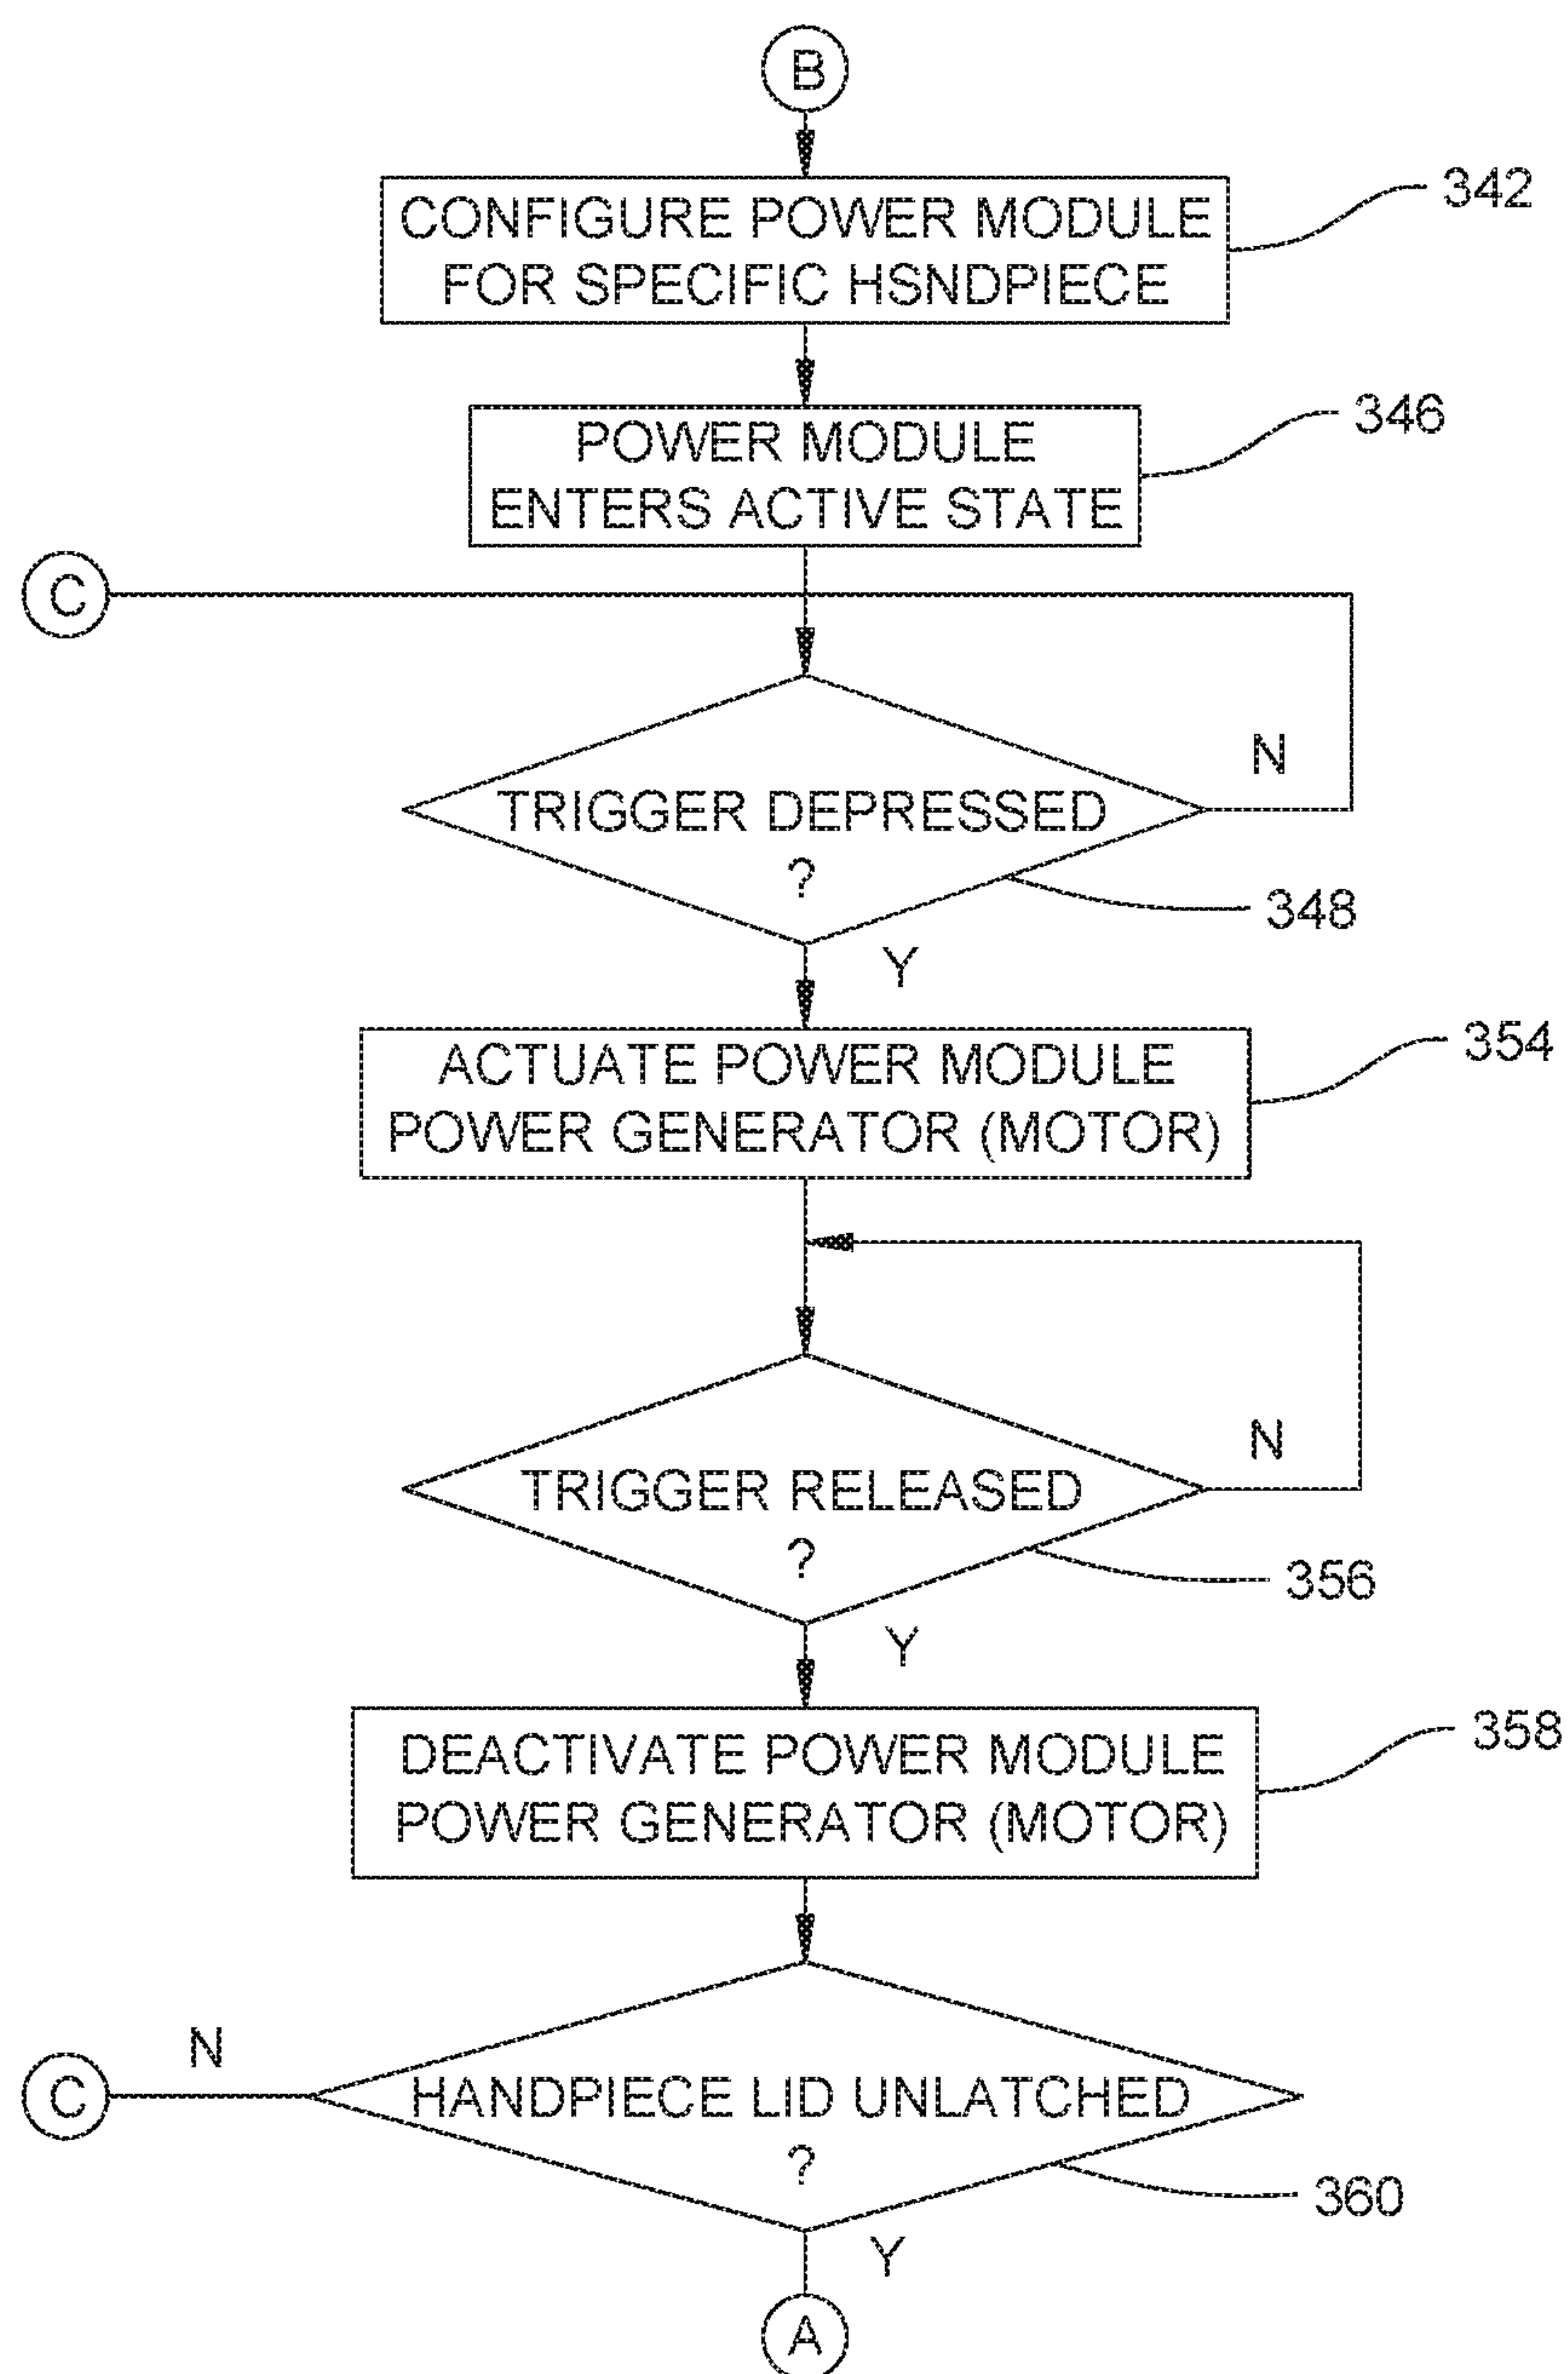 B
CONFIGURE POWER MODULE
FOR SPECIFIC HSNDPIECE
342
POWER MODULE
ENTERS ACTIVE STATE
346
C
N
TRIGGER DEPRESSED
?
348
Y
ACTUATE POWER MODULE
POWER GENERATOR (MOTOR)
354
N
TRIGGER RELEASED
?
356
Y
DEACTIVATE POWER MODULE
POWER GENERATOR (MOTOR)
358
N
C
HANDPIECE LID UNLATCHED
?
360
Y
A